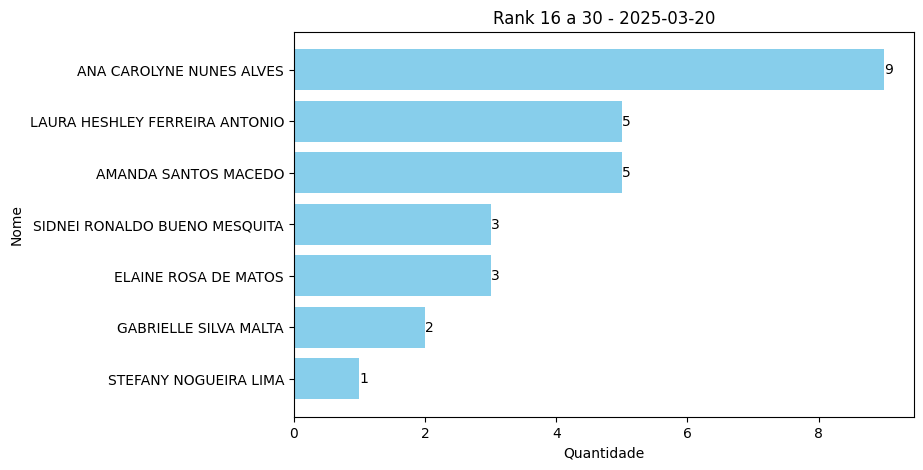 Rank 16 a 30 - 2025-03-20
ANA CAROLYNE NUNES ALVES
9
LAURA HESHLEY FERREIRA ANTONIO
5
AMANDA SANTOS MACEDO
5
SIDNEI RONALDO BUENO MESQUITA
3
ELAINE ROSA DE MATOS
3
GABRIELLE SILVA MALTA
2
STEFANY NOGUEIRA LIMA
1
Nome
0 2 4 6 8
Quantidade